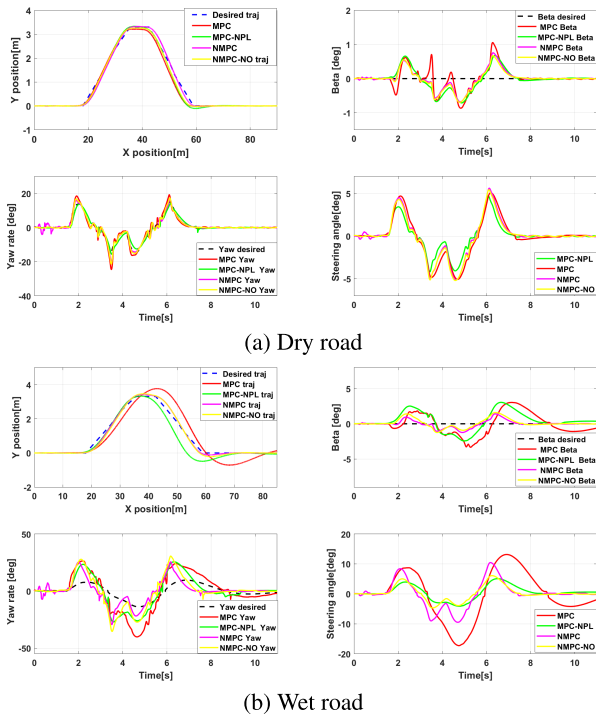 4
3
2
1
0
-1
Y position[m]
0 20 40 60 80
X position[m]
Desired traj
MPC
MPC-NPL
NMPC
NMPC-NO traj
2
1
0
-1
Beta [deg]
0 2 4 6 8 10
Time[s]
Beta desired
MPC Beta
MPC-NPL Beta
NMPC Beta
NMPC-NO Beta
20
0
-20
-40
Yaw rate [deg]
0 2 4 6 8 10
Time[s]
Yaw desired
MPC Yaw
MPC-NPL Yaw
NMPC Yaw
NMPC-NO Yaw
5
0
-5
Steering angle[deg]
0 2 4 6 8 10
Time[s]
MPC-NPL
MPC
NMPC
NMPC-NO
(a) Dry road
4
2
0
-2
Y position[m]
0 10 20 30 40 50 60 70 80
X position[m]
Desired traj
MPC traj
MPC-NPL traj
NMPC traj
NMPC-NO traj
5
0
-5
Beta [deg]
0 2 4 6 8 10
Time[s]
Beta desired
MPC Beta
MPC-NPL Beta
NMPC Beta
NMPC-NO Beta
50
0
-50
Yaw rate [deg]
0 2 4 6 8 10
Time[s]
Yaw desired
MPC Yaw
MPC-NPL Yaw
NMPC Yaw
NMPC-NO Yaw
20
10
0
-10
-20
Steering angle[deg]
0 2 4 6 8 10
Time[s]
MPC
MPC-NPL
NMPC
NMPC-NO
(b) Wet road